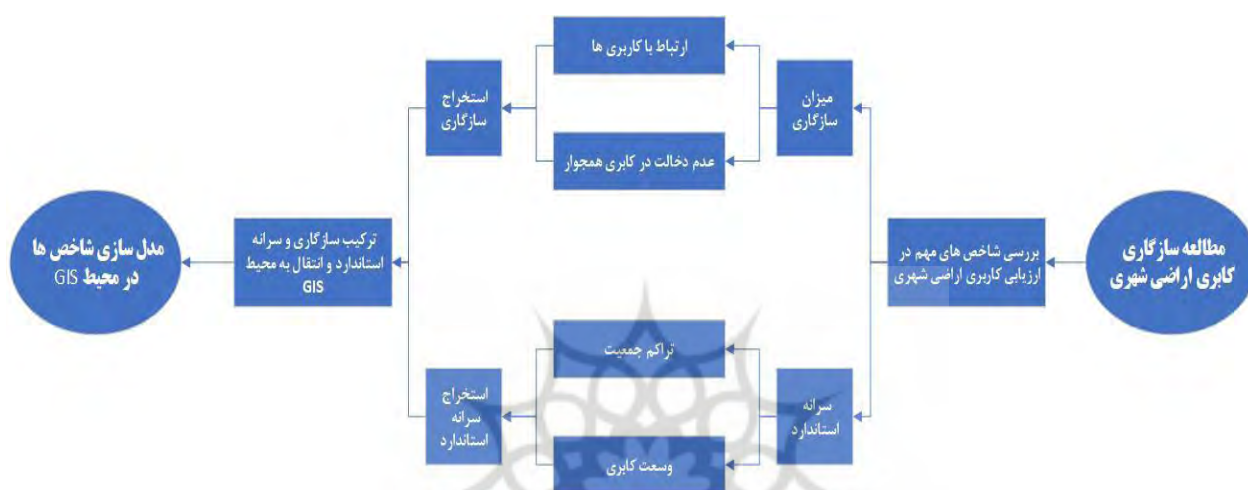 مطالعه سازگاری
کابری اراضی شهری
بررسی شاخص های مهم در
ارزیابی کاربری اراضی شهری
میزان
سازگاری
ارتباط با کاربری ها
عدم دخالت در کابری همجوار
استخراج
سازگاری
سرانه
استاندارد
تراکم جمعیت
وسعت کابری
استخراج
سرانه
استاندارد
ترکیب سازگاری و سرانه
استاندارد و انتقال به محیط
GIS
مدل سازی شاخص ها
در محیط GIS